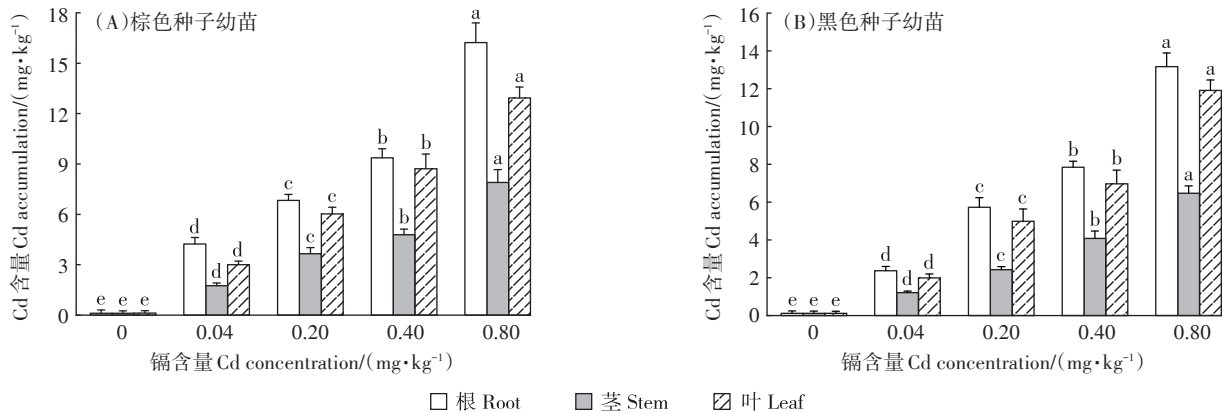 (A)棕色种子幼苗
Cd 含量 Cd accumulation/(mg•kg⁻¹)
18
15
12
9
6
3
0
e e e
d d d
c c c
b b b
a a a
0 0.04 0.20 0.40 0.80
镉含量 Cd concentration/(mg•kg⁻¹)
(B)黑色种子幼苗
Cd 含量 Cd accumulation/(mg•kg⁻¹)
16
14
12
10
8
6
4
2
0
e e e
d d d
c c c
b b b
a a a
0 0.04 0.20 0.40 0.80
镉含量 Cd concentration/(mg•kg⁻¹)
根 Root 茎 Stem 叶 Leaf